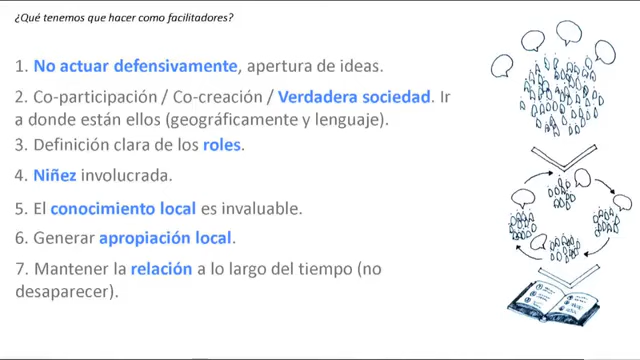 ¿Qué tenemos que hacer como facilitadores?
1. No actuar defensivamente, apertura de ideas.
2. Co-participación / Co-creación / Verdadera sociedad. Ir
a donde están ellos (geográficamente y lenguaje).
3. Definición clara de los roles.
4. Niñez involucrada.
5. El conocimiento local es invaluable.
6. Generar apropiación local.
7. Mantener la relación a lo largo del tiempo (no
desaparecer).